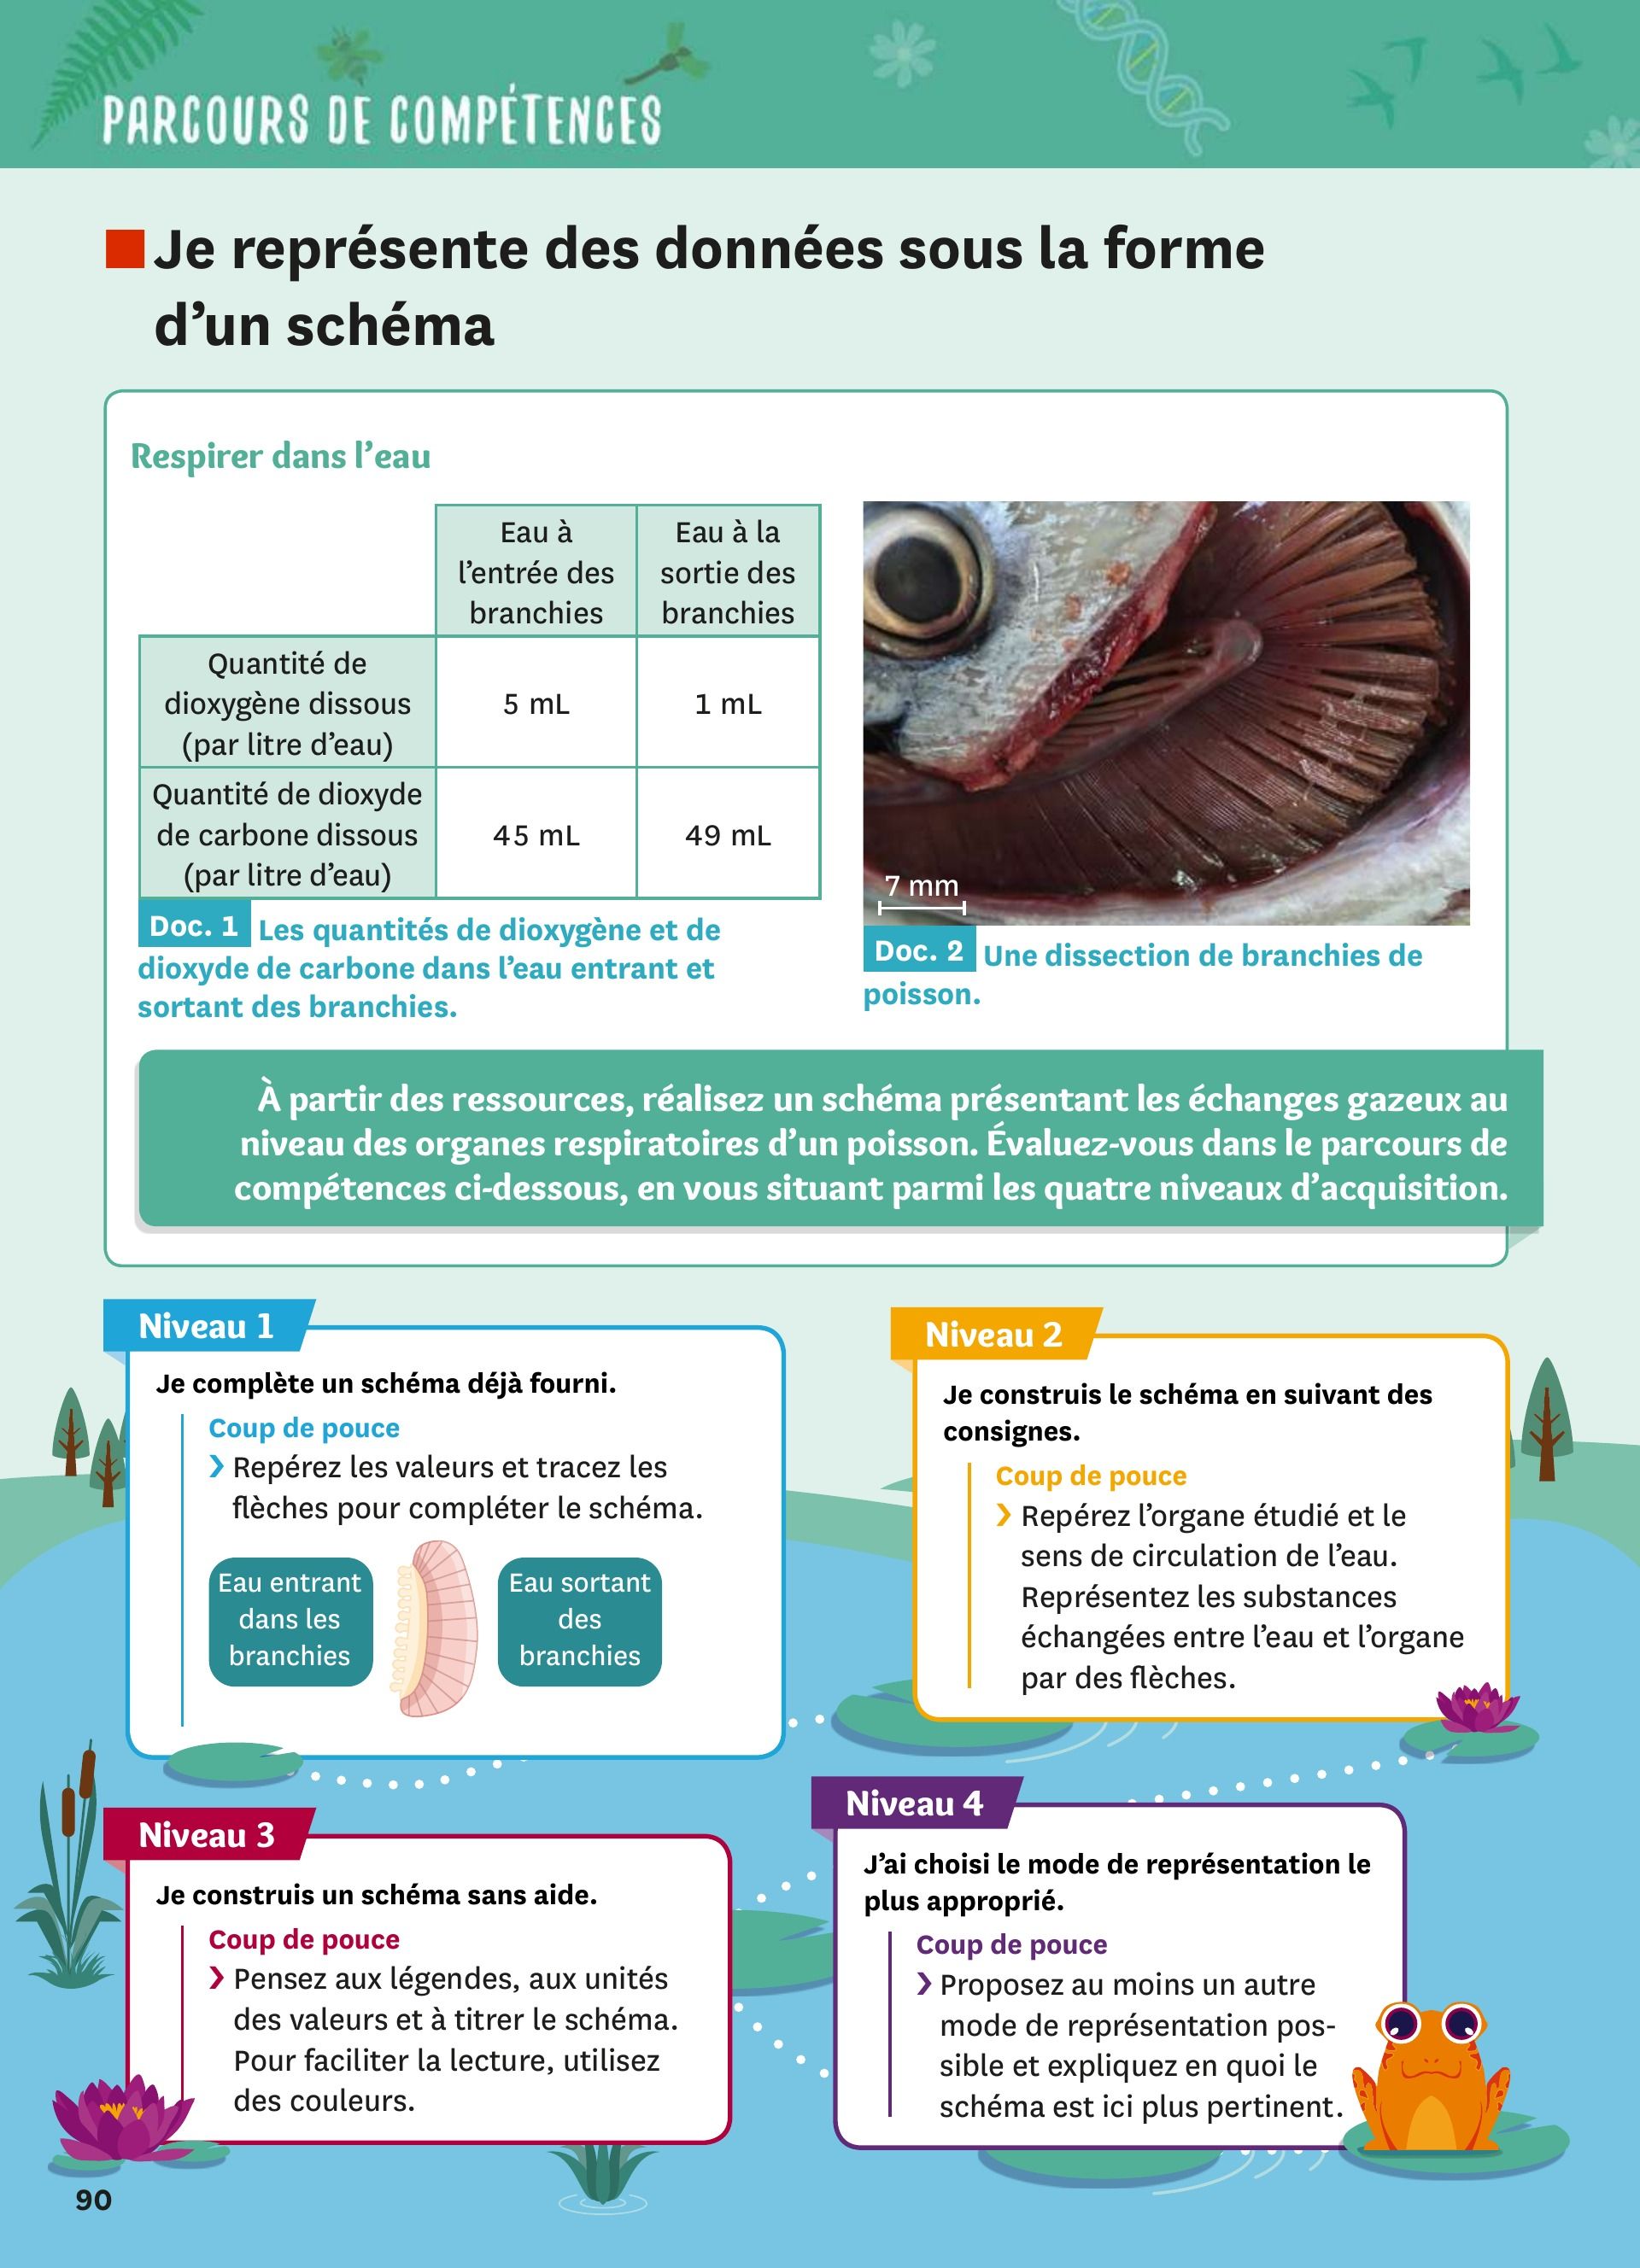 PARCOURS DE COMPÉTENCES
Je représente des données sous la forme
d’un schéma
Respirer dans l’eau
Eau à
l’entrée des
branchies
Eau à la
sortie des
branchies
Quantité de
dioxygène dissous
(par litre d’eau)
5 mL
1 mL
Quantité de dioxyde
de carbone dissous
(par litre d’eau)
45 mL
49 mL
Doc. 1 Les quantités de dioxygène et de
dioxyde de carbone dans l’eau entrant et
sortant des branchies.
7 mm
Doc. 2 Une dissection de branchies de
poisson.
À partir des ressources, réalisez un schéma présentant les échanges gazeux au
niveau des organes respiratoires d’un poisson. Évaluez-vous dans le parcours de
compétences ci-dessous, en vous situant parmi les quatre niveaux d’acquisition.
Niveau 1
Je complète un schéma déjà fourni.
Coup de pouce
❯ Repérez les valeurs et tracez les
flèches pour compléter le schéma.
Eau entrant
dans les
branchies
Eau sortant
des
branchies
Niveau 2
Je construis le schéma en suivant des
consignes.
Coup de pouce
❯ Repérez l’organe étudié et le
sens de circulation de l’eau.
Représentez les substances
échangées entre l’eau et l’organe
par des flèches.
Niveau 3
Je construis un schéma sans aide.
Coup de pouce
❯ Pensez aux légendes, aux unités
des valeurs et à titrer le schéma.
Pour faciliter la lecture, utilisez
des couleurs.
Niveau 4
J’ai choisi le mode de représentation le
plus approprié.
Coup de pouce
❯ Proposez au moins un autre
mode de représentation pos-
sible et expliquez en quoi le
schéma est ici plus pertinent.
90